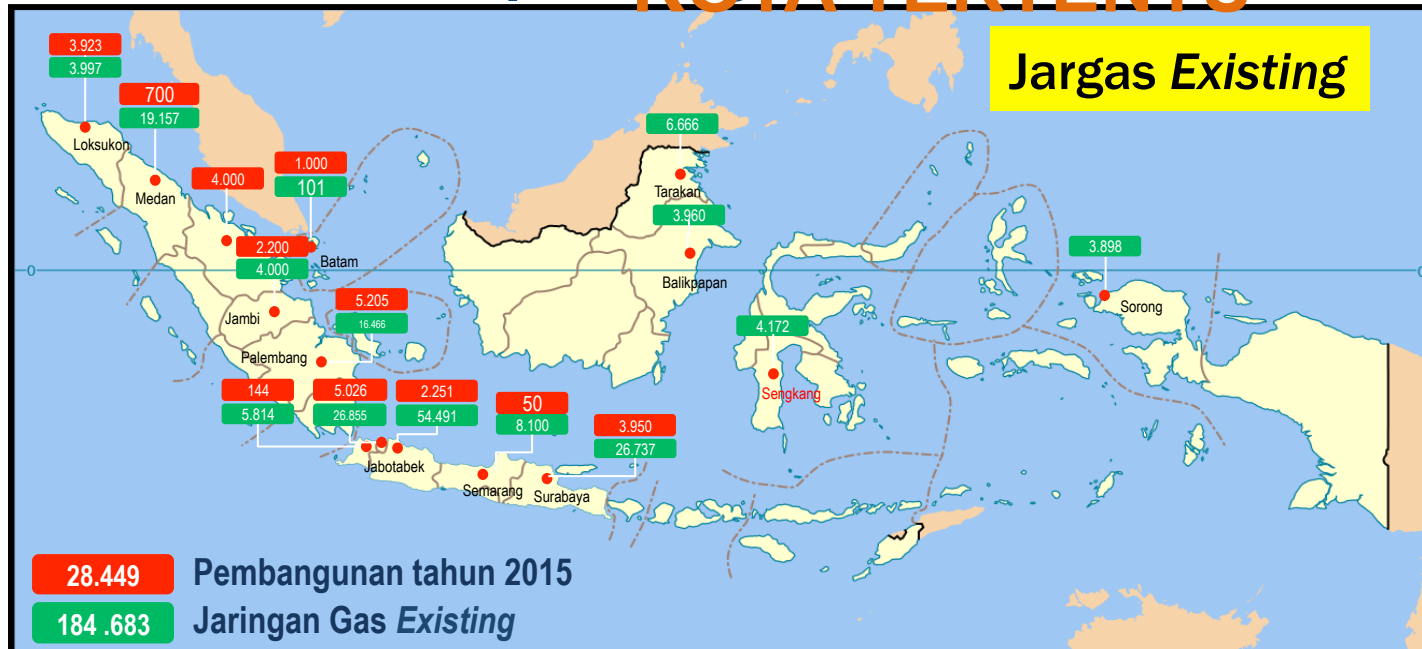 KOTA TERTENTU
Jargas Existing
3.923
3.997
Loksukon
700
19.157
Medan
4.000
1.000
101
Batam
2.200
4.000
Jambi
5.205
16.466
Palembang
144
5.814
5.026
26.855
2.251
54.491
Jabotabek
50
8.100
Semarang
3.950
26.737
Surabaya
6.666
Tarakan
3.960
Balikpapan
4.172
Sengkang
3.898
Sorong
0
28.449 Pembangunan tahun 2015
184 .683 Jaringan Gas Existing